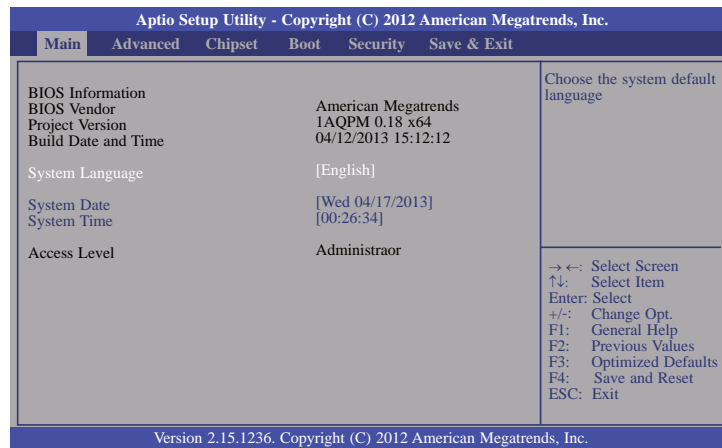 Aptio Setup Utility - Copyright (C) 2012 American Megatrends, Inc.
Main Advanced Chipset Boot Security Save & Exit
BIOS Information
BIOS Vendor American Megatrends
Project Version 1AQPM 0.18 x64
Build Date and Time 04/12/2013 15:12:12
System Language [English]
System Date [Wed 04/17/2013]
System Time [00:26:34]
Access Level Administraor
Choose the system default
language
→ ←: Select Screen
↑↓: Select Item
Enter: Select
+/-: Change Opt.
F1: General Help
F2: Previous Values
F3: Optimized Defaults
F4: Save and Reset
ESC: Exit
Version 2.15.1236. Copyright (C) 2012 American Megatrends, Inc.